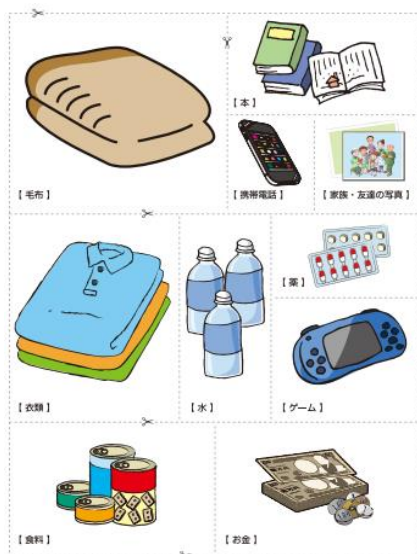 【 本 】
【 毛布 】
【 携帯電話 】
【 家族・友達の写真 】
【 薬 】
【 衣類 】
【 水 】
【 ゲーム 】
【 食料 】
【 お金 】